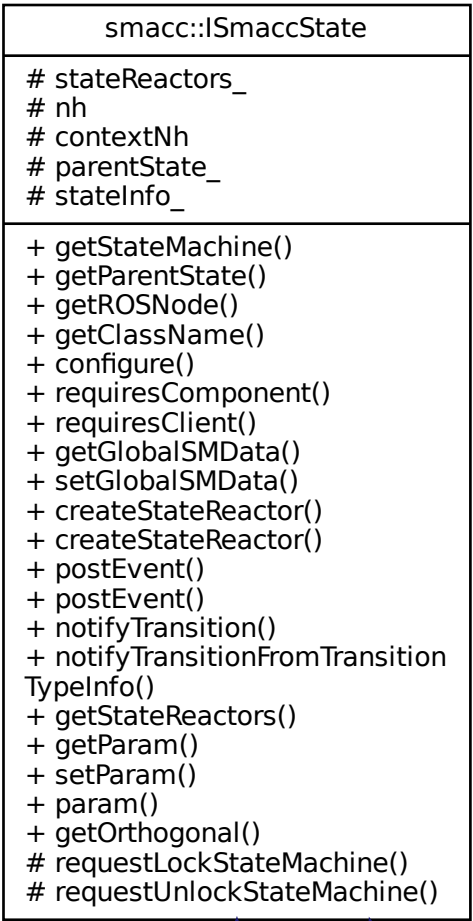 smacc::ISmaccState
# stateReactors_
# nh
# contextNh
# parentState_
# stateInfo_
+ getStateMachine()
+ getParentState()
+ getROSNode()
+ getClassName()
+ configure()
+ requiresComponent()
+ requiresClient()
+ getGlobalSMData()
+ setGlobalSMData()
+ createStateReactor()
+ createStateReactor()
+ postEvent()
+ postEvent()
+ notifyTransition()
+ notifyTransitionFromTransition
TypeInfo()
+ getStateReactors()
+ getParam()
+ setParam()
+ param()
+ getOrthogonal()
# requestLockStateMachine()
# requestUnlockStateMachine()